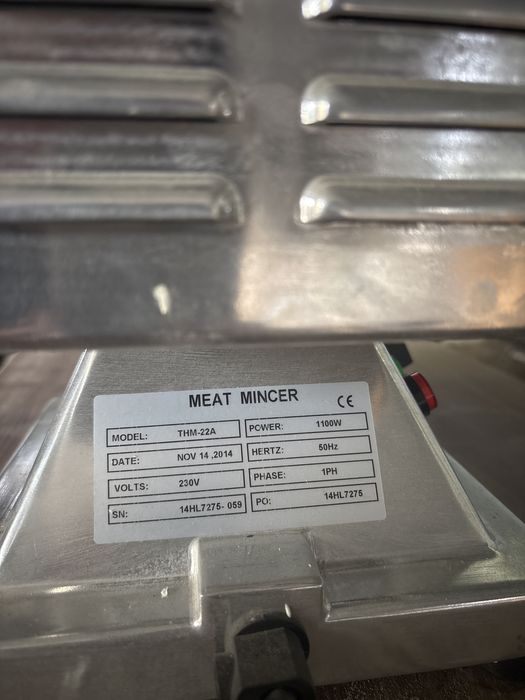 MEAT MINCER CE
MODEL: THM-22A POWER: 1100W
DATE: NOV 14 ,2014 HERTZ: 50Hz
VOLTS: 230V PHASE: 1PH
SN: 14HL7275- 059 PO: 14HL7275